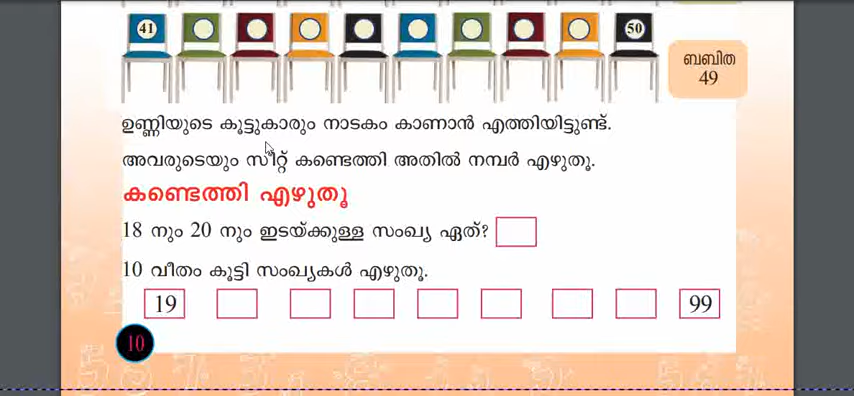 41 50
ബബിത
49
ഉണ്ണിയുടെ കൂട്ടുകാരും നാടകം കാണാൻ എത്തിയിട്ടുണ്ട്.
അവരുടെയും സീറ്റ് കണ്ടെത്തി അതിൽ നമ്പർ എഴുതൂ.
കണ്ടെത്തി എഴുതൂ
18 നും 20 നും ഇടയ്ക്കുള്ള സംഖ്യ ഏത്?
10 വീതം കൂട്ടി സംഖ്യകൾ എഴുതൂ.
19 99
10